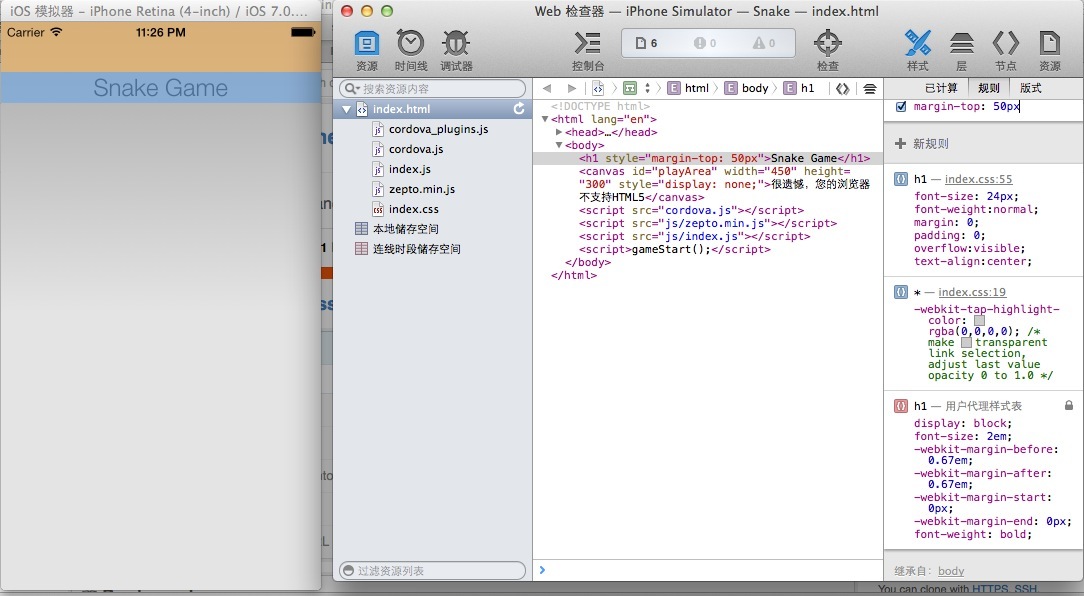 iOS 模拟器 – iPhone Retina (4-inch) / iOS 7.0....
Carrier
11:26 PM
Snake Game
Web 检查器 — iPhone Simulator — Snake — index.html
资源
时间线
调试器
控制台
6
0
0
检查
样式
层
节点
资源
搜索资源内容
index.html
cordova_plugins.js
cordova.js
index.js
zepto.min.js
index.css
本地储存空间
连线时段储存空间
过滤资源列表
E html
E body
E h1
<!DOCTYPE html>
<html lang="en">
<head>…</head>
<body>
<h1 style="margin-top: 50px">Snake Game</h1>
<canvas id="playArea" width="450" height=
"300" style="display: none;">很遗憾，您的浏览器
不支持HTML5</canvas>
<script src="cordova.js"></script>
<script src="js/zepto.min.js"></script>
<script src="js/index.js"></script>
<script>gameStart();</script>
</body>
</html>
已计算
规则
版式
margin-top: 50px
新规则
h1 — index.css:55
font-size: 24px;
font-weight:normal;
margin: 0;
padding: 0;
overflow:visible;
text-align:center;
* — index.css:19
-webkit-tap-highlight-
color:
rgba(0,0,0,0); /*
make transparent
link selection,
adjust last value
opacity 0 to 1.0 */
h1 — 用户代理样式表
display: block;
font-size: 2em;
-webkit-margin-before:
0.67em;
-webkit-margin-after:
0.67em;
-webkit-margin-start:
0px;
-webkit-margin-end: 0px;
font-weight: bold;
继承自: body
You can clone with HTTPS, SSH,